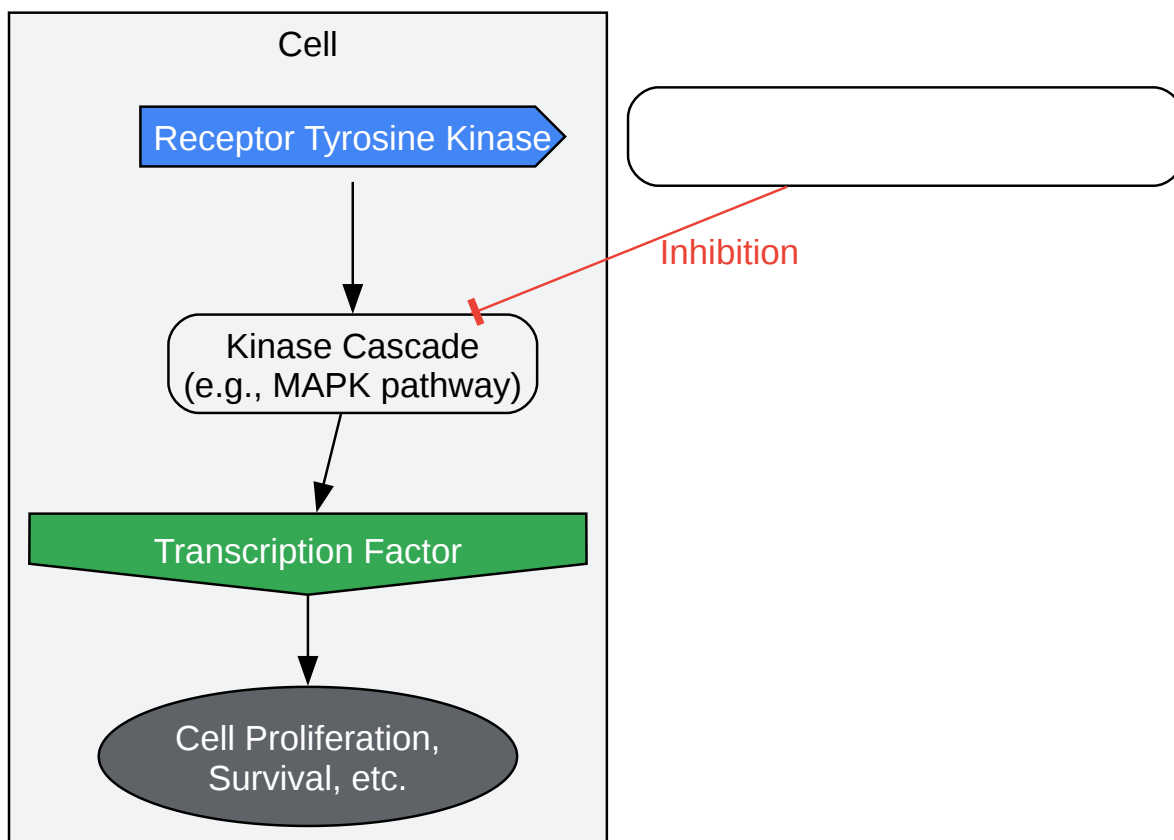 Cell
Receptor Tyrosine Kinase
Inhibition
Kinase Cascade
(e.g., MAPK pathway)
Transcription Factor
Cell Proliferation,
Survival, etc.